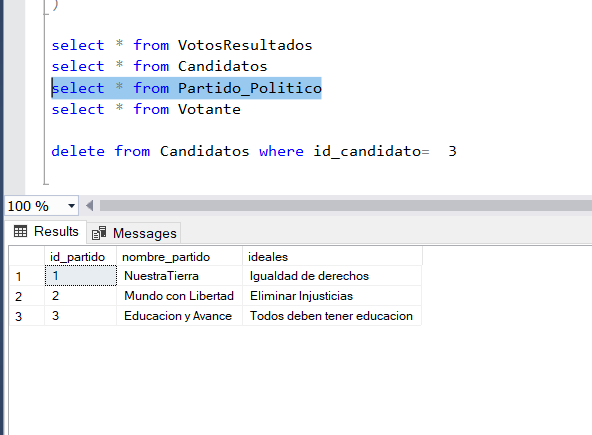 )
select * from VotosResultados
select * from Candidatos
select * from Partido_Politico
select * from Votante
delete from Candidatos where id_candidato=  3
100 %
Results Messages
id_partido nombre_partido ideales
1 1 NuestraTierra Igualdad de derechos
2 2 Mundo con Libertad Eliminar Injusticias
3 3 Educacion y Avance Todos deben tener educacion